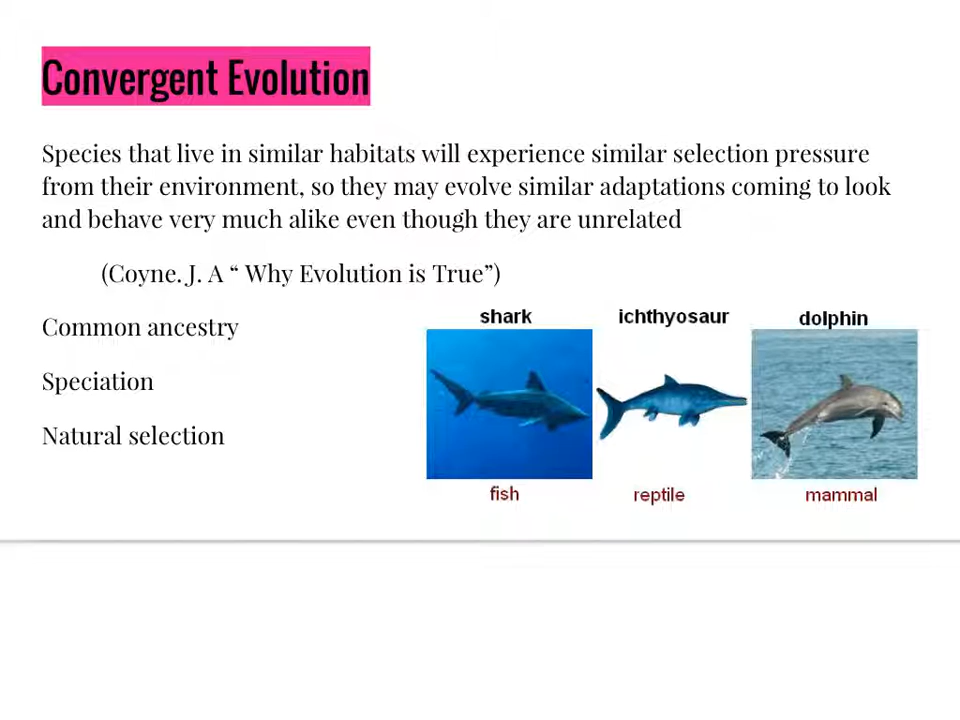 Convergent Evolution
Species that live in similar habitats will experience similar selection pressure
from their environment, so they may evolve similar adaptations coming to look
and behave very much alike even though they are unrelated
(Coyne. J. A “ Why Evolution is True”)
Common ancestry
Speciation
Natural selection
shark ichthyosaur dolphin
fish reptile mammal